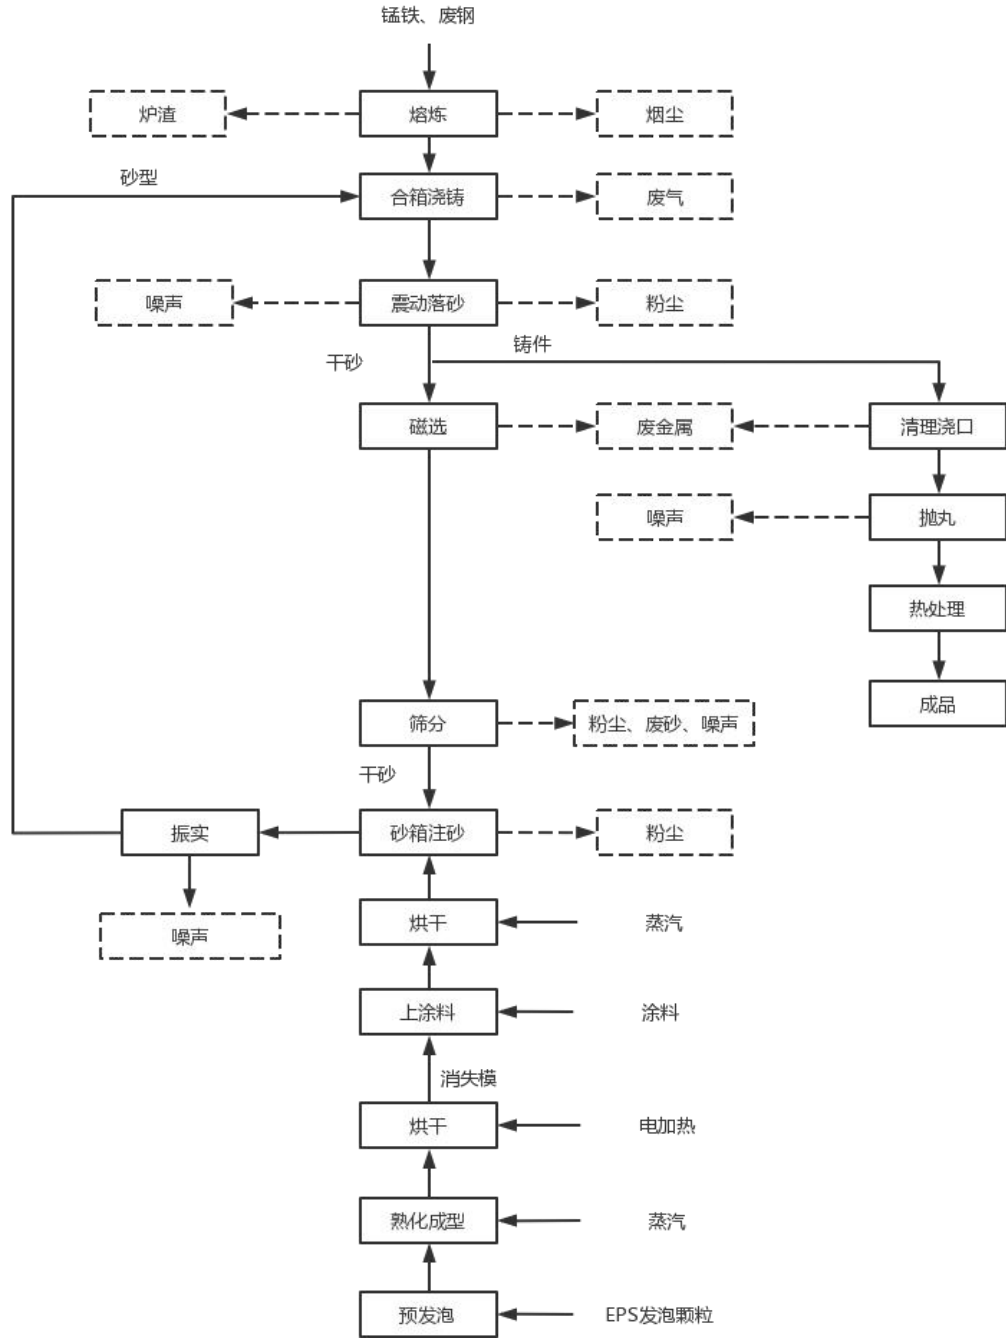 锰铁、废钢
炉渣
熔炼
烟尘
砂型
合箱浇铸
废气
噪声
震动落砂
粉尘
铸件
干砂
磁选
废金属
清理浇口
噪声
抛丸
热处理
成品
筛分
粉尘、废砂、噪声
干砂
振实
砂箱注砂
粉尘
烘干
蒸汽
噪声
上涂料
涂料
消失模
烘干
电加热
熟化成型
蒸汽
预发泡
EPS发泡颗粒